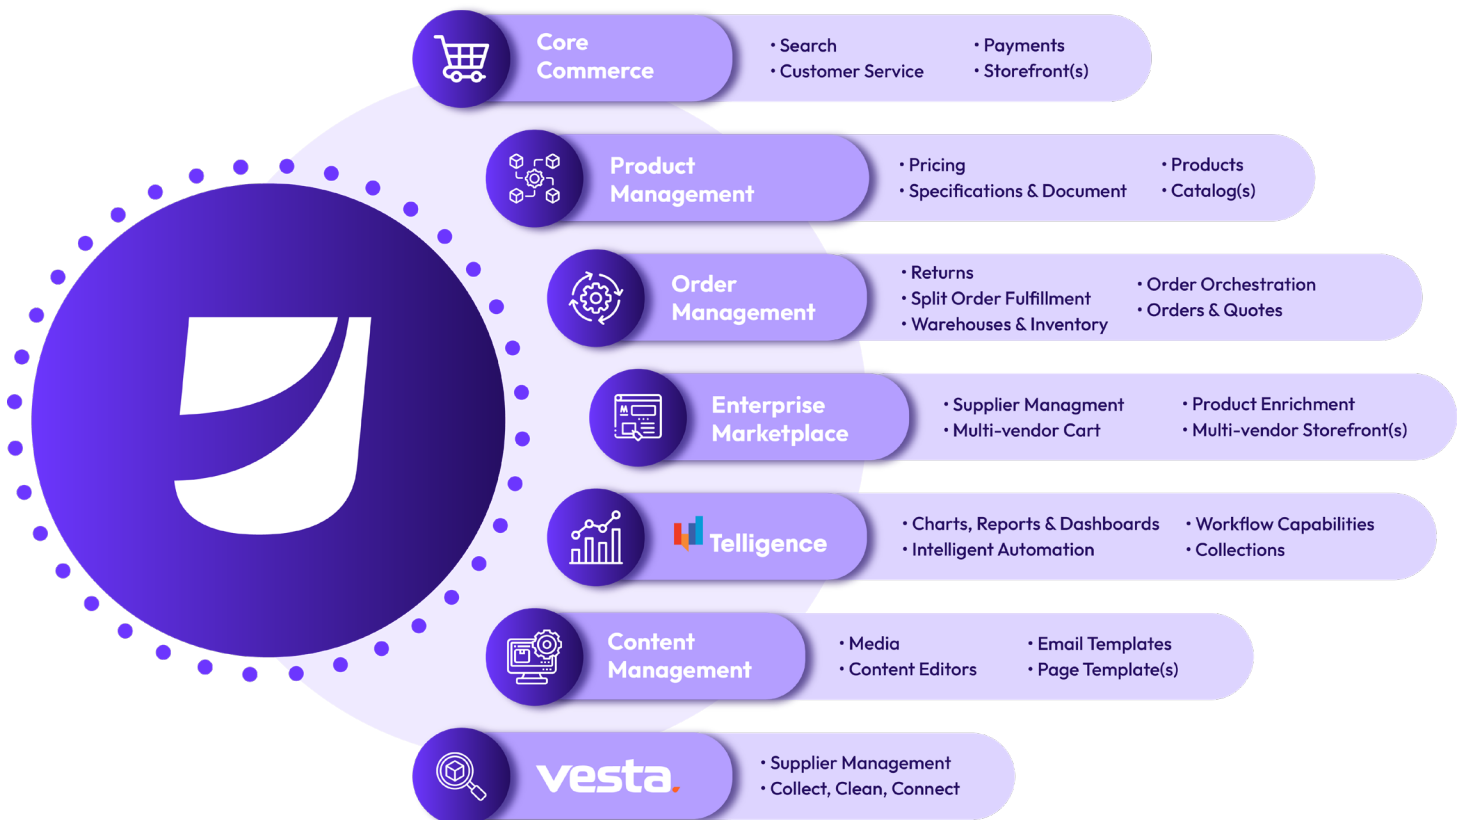 Core
Commerce
• Search
• Customer Service
• Payments
• Storefront(s)
Product
Management
• Pricing
• Specifications & Document
• Products
• Catalog(s)
Order
Management
• Returns
• Split Order Fulfillment
• Warehouses & Inventory
• Order Orchestration
• Orders & Quotes
M
Enterprise
Marketplace
• Supplier Managment
• Multi-vendor Cart
• Product Enrichment
• Multi-vendor Storefront(s)
Telligence
• Charts, Reports & Dashboards
• Intelligent Automation
• Workflow Capabilities
• Collections
Content
Management
• Media
• Content Editors
• Email Templates
• Page Template(s)
vesta.
• Supplier Management
• Collect, Clean, Connect